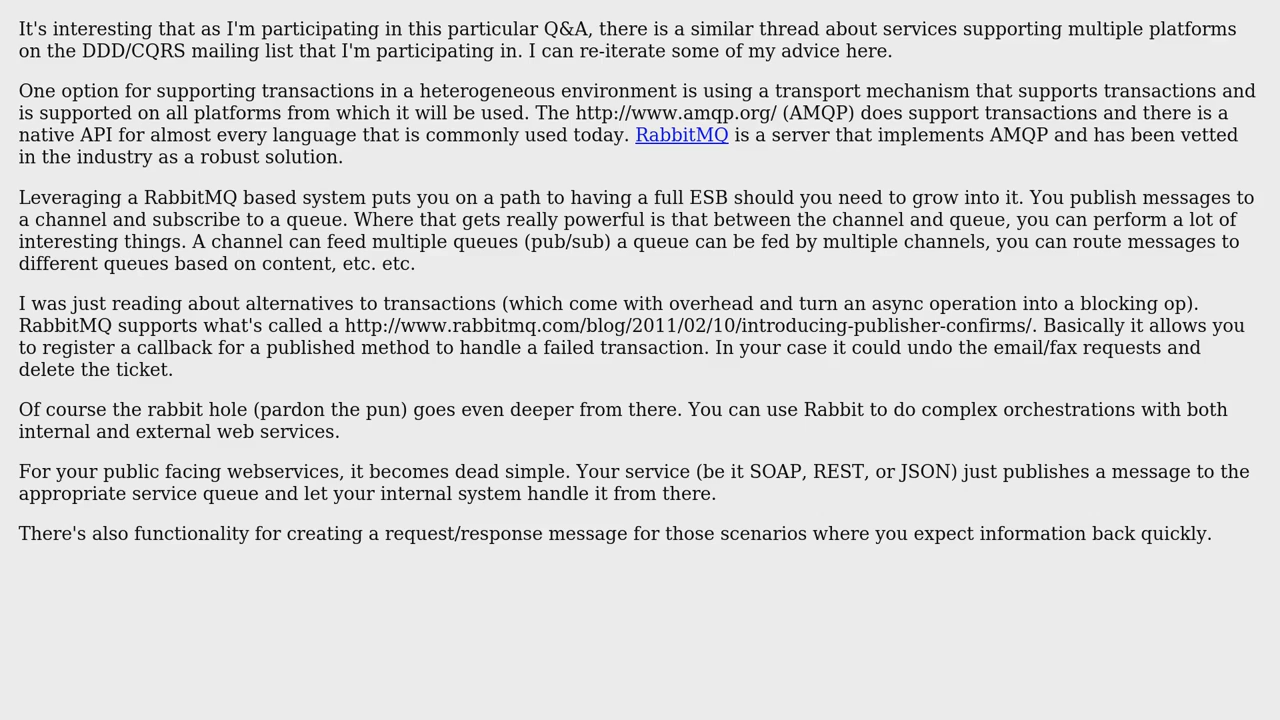 It's interesting that as I'm participating in this particular Q&A, there is a similar thread about services supporting multiple platforms
on the DDD/CQRS mailing list that I'm participating in. I can re-iterate some of my advice here.
One option for supporting transactions in a heterogeneous environment is using a transport mechanism that supports transactions and
is supported on all platforms from which it will be used. The http://www.amqp.org/ (AMQP) does support transactions and there is a
native API for almost every language that is commonly used today. RabbitMQ is a server that implements AMQP and has been vetted
in the industry as a robust solution.
Leveraging a RabbitMQ based system puts you on a path to having a full ESB should you need to grow into it. You publish messages to
a channel and subscribe to a queue. Where that gets really powerful is that between the channel and queue, you can perform a lot of
interesting things. A channel can feed multiple queues (pub/sub) a queue can be fed by multiple channels, you can route messages to
different queues based on content, etc. etc.
I was just reading about alternatives to transactions (which come with overhead and turn an async operation into a blocking op).
RabbitMQ supports what's called a http://www.rabbitmq.com/blog/2011/02/10/introducing-publisher-confirms/. Basically it allows you
to register a callback for a published method to handle a failed transaction. In your case it could undo the email/fax requests and
delete the ticket.
Of course the rabbit hole (pardon the pun) goes even deeper from there. You can use Rabbit to do complex orchestrations with both
internal and external web services.
For your public facing webservices, it becomes dead simple. Your service (be it SOAP, REST, or JSON) just publishes a message to the
appropriate service queue and let your internal system handle it from there.
There's also functionality for creating a request/response message for those scenarios where you expect information back quickly.